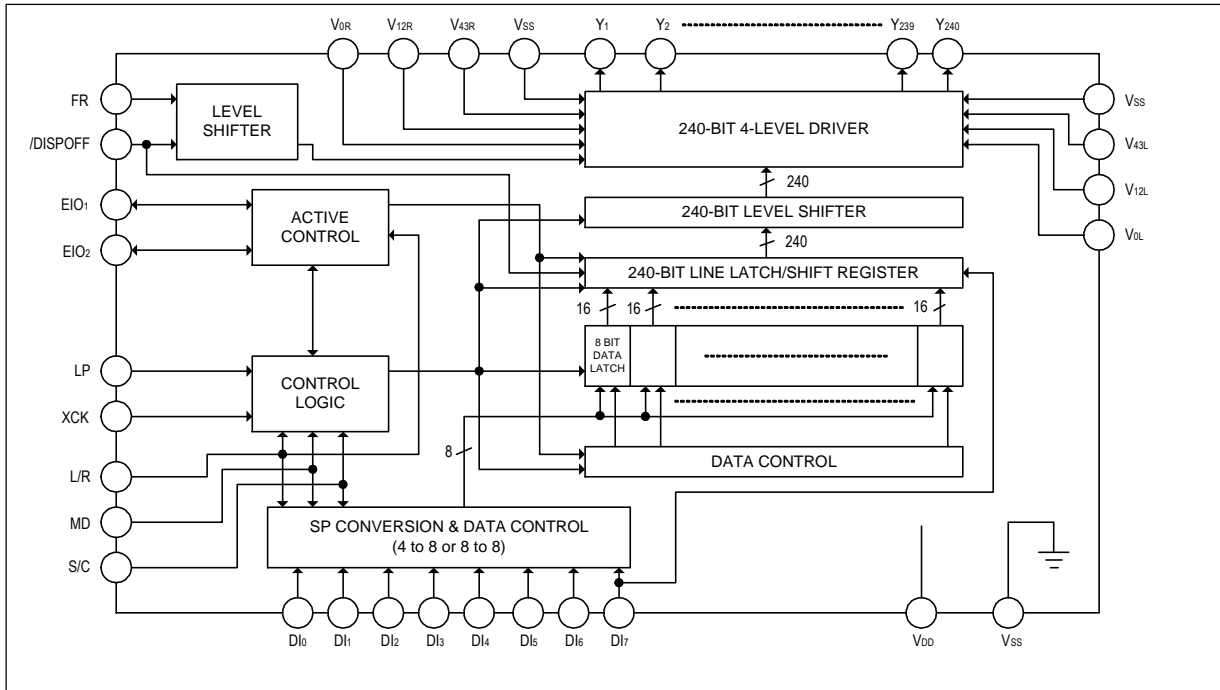 V0R V12R V43R VSS Y1 Y2 Y239 Y240
FR
LEVEL
SHIFTER
/DISPOFF
240-BIT 4-LEVEL DRIVER
VSS
V43L
V12L
V0L
240
EIO1
EIO2
ACTIVE
CONTROL
240-BIT LEVEL SHIFTER
240
240-BIT LINE LATCH/SHIFT REGISTER
16 16 16
8 BIT
DATA
LATCH
LP
XCK
CONTROL
LOGIC
8
DATA CONTROL
L/R
MD
S/C
SP CONVERSION & DATA CONTROL
(4 to 8 or 8 to 8)
DI0 DI1 DI2 DI3 DI4 DI5 DI6 DI7
VDD VSS